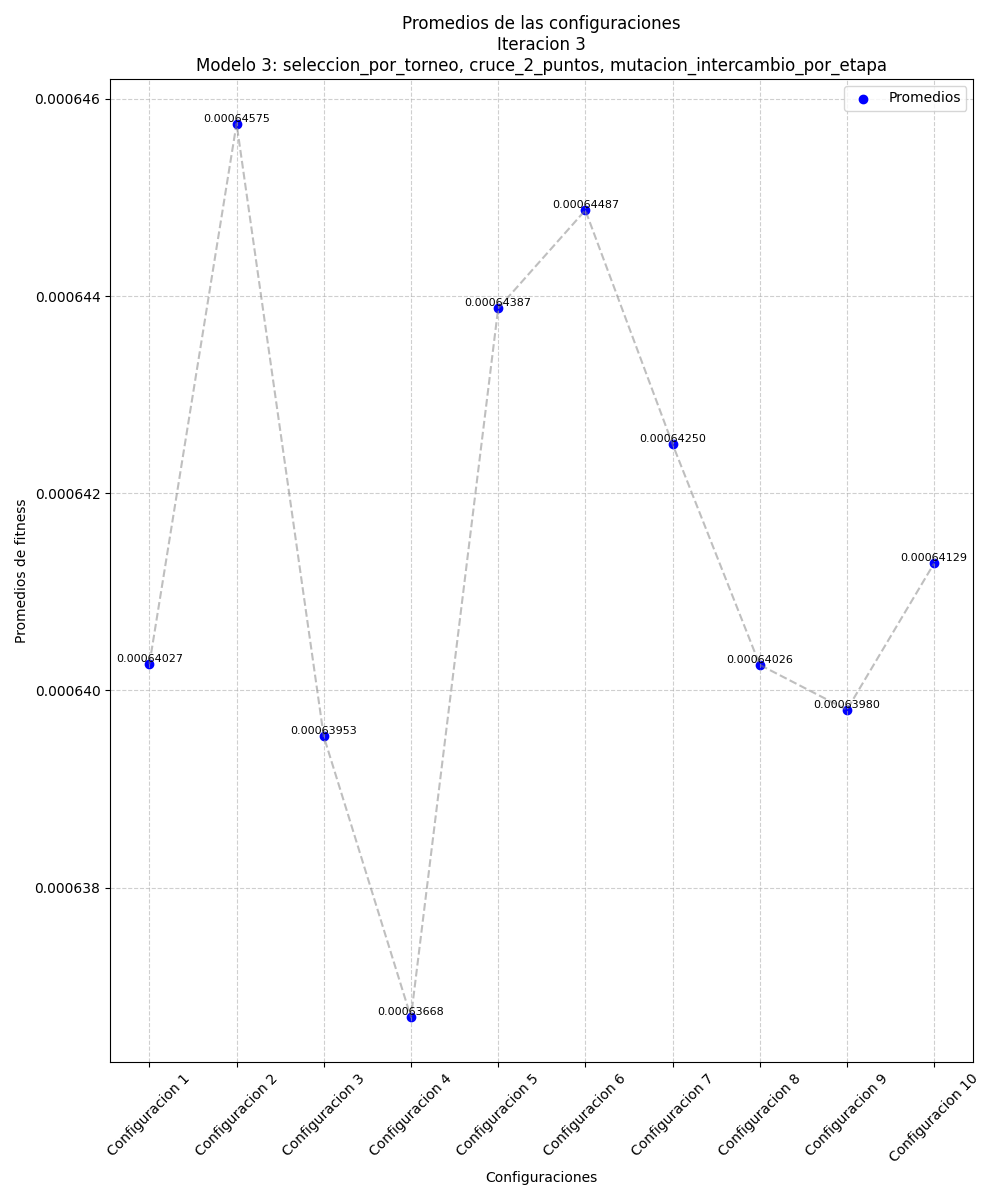 Promedios de las configuraciones
Iteracion 3
Modelo 3: seleccion_por_torneo, cruce_2_puntos, mutacion_intercambio_por_etapa
Promedios
0.000646
0.000644
0.000642
0.000640
0.000638
Promedios de fitness
0.00064027
0.00064575
0.00063953
0.00063668
0.00064387
0.00064487
0.00064250
0.00064026
0.00063980
0.00064129
Configuracion 1
Configuracion 2
Configuracion 3
Configuracion 4
Configuracion 5
Configuracion 6
Configuracion 7
Configuracion 8
Configuracion 9
Configuracion 10
Configuraciones